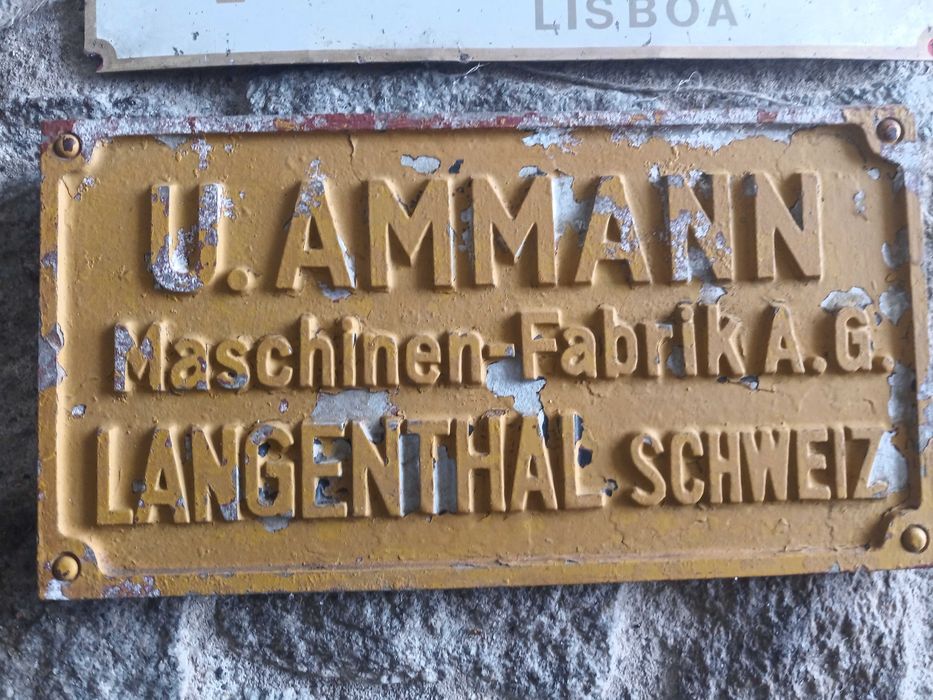 LISBOA
U. AMMANN
Maschinen-Fabrik A.G.
LANGENTHAL SCHWEIZ